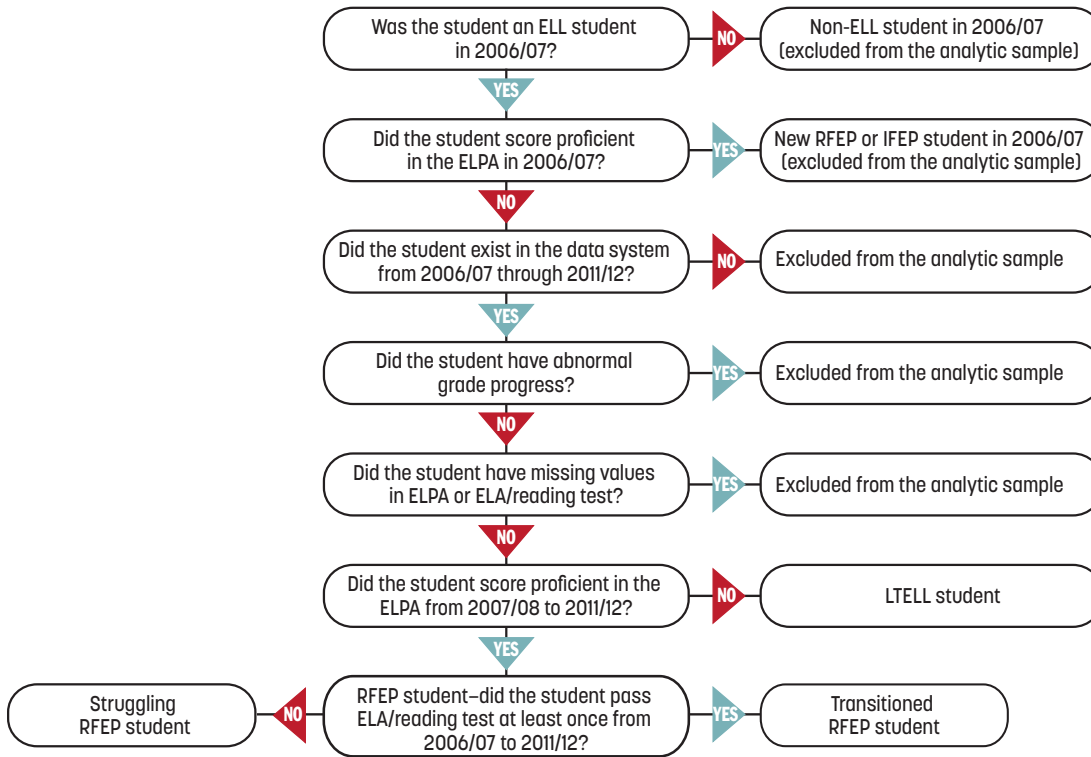 Was the student an ELL student
in 2006/07?
NO
Non-ELL student in 2006/07
(excluded from the analytic sample)
YES
Did the student score proficient
in the ELPA in 2006/07?
YES
New RFEP or IFEP student in 2006/07
(excluded from the analytic sample)
NO
Did the student exist in the data system
from 2006/07 through 2011/12?
NO
Excluded from the analytic sample
YES
Did the student have abnormal
grade progress?
YES
Excluded from the analytic sample
NO
Did the student have missing values
in ELPA or ELA/reading test?
YES
Excluded from the analytic sample
NO
Did the student score proficient in the
ELPA from 2007/08 to 2011/12?
NO
LTELL student
YES
Struggling
RFEP student
NO
RFEP student–did the student pass
ELA/reading test at least once from
2006/07 to 2011/12?
YES
Transitioned
RFEP student